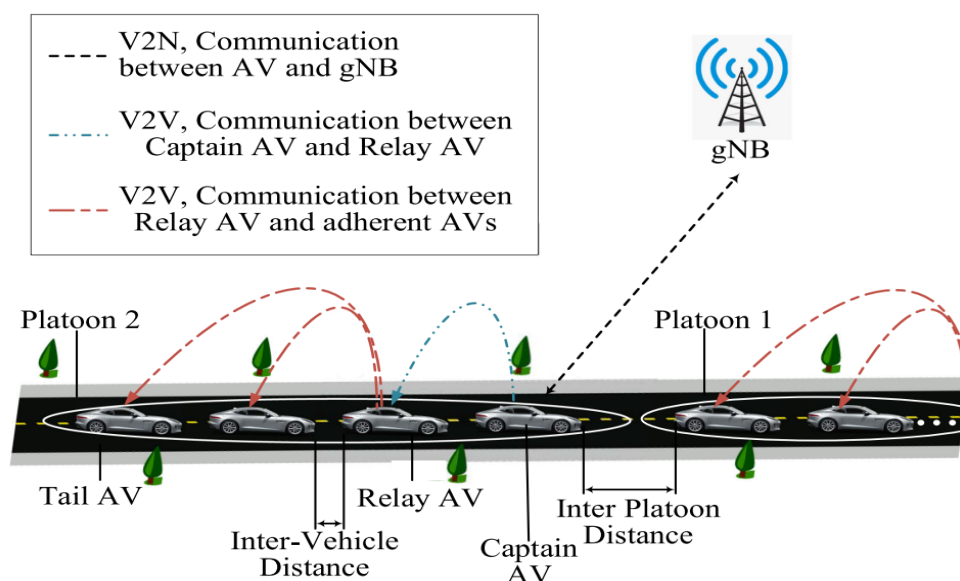 V2N, Communication
between AV and gNB
V2V, Communication between
Captain AV and Relay AV
V2V, Communication between
Relay AV and adherent AVs
gNB
Platoon 2
Platoon 1
Tail AV
Relay AV
Inter-Vehicle
Distance
Captain
AV
Inter Platoon
Distance